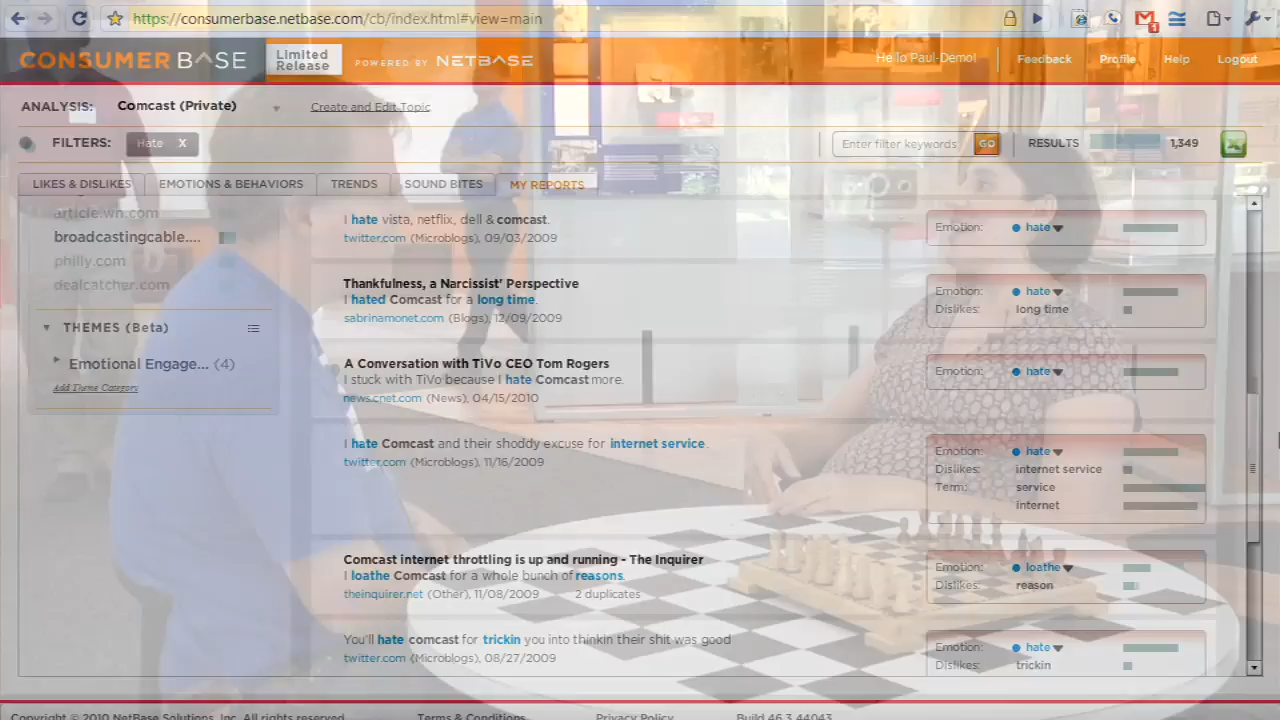 https://consumerbase.netbase.com/cb/index.html#view=main
CONSUMER BASE Limited Release POWERED BY NETBASE Hello Paul-Demo! Feedback Profile Help Logout
ANALYSIS: Comcast (Private) Create and Edit Topic
FILTERS: Hate X Enter filter keywords GO RESULTS 1,349
LIKES & DISLIKES EMOTIONS & BEHAVIORS TRENDS SOUND BITES MY REPORTS
article.wn.com
broadcastingcable....
philly.com
dealcatcher.com
THEMES (Beta)
Emotional Engage... (4)
Add Theme Category
I hate vista, netflix, dell & comcast.
twitter.com (Microblogs), 09/03/2009
Emotion: hate
Thankfulness, a Narcissist' Perspective
I hated Comcast for a long time.
sabrinamonet.com (Blogs), 12/09/2009
Emotion: hate
Dislikes: long time
A Conversation with TiVo CEO Tom Rogers
I stuck with TiVo because I hate Comcast more.
news.cnet.com (News), 04/15/2010
Emotion: hate
I hate Comcast and their shoddy excuse for internet service.
twitter.com (Microblogs), 11/16/2009
Emotion: hate
Dislikes: internet service
Term: service
internet
Comcast internet throttling is up and running - The Inquirer
I loathe Comcast for a whole bunch of reasons.
theinquirer.net (Other), 11/08/2009 2 duplicates
Emotion: loathe
Dislikes: reason
You'll hate comcast for trickin you into thinkin their shit was good
twitter.com (Microblogs), 08/27/2009
Emotion: hate
Dislikes: trickin
Copyright © 2010 NetBase Solutions, Inc. All rights reserved. Terms & Conditions Privacy Policy Build 46.3.44043